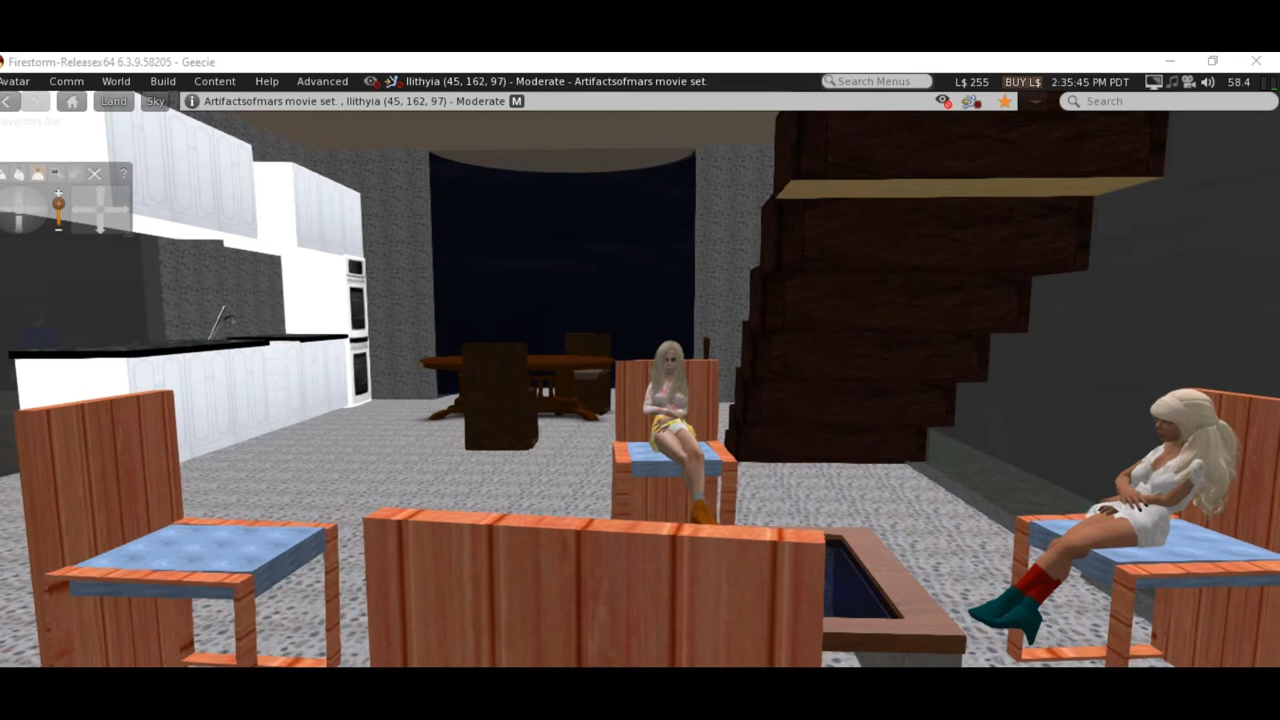 Firestorm-Releasex64 6.3.9.58205 - Geecie
Avatar Comm World Build Content Help Advanced Ilithyia (45, 162, 97) - Moderate - Artifactsofmars movie set. Search Menus L$ 255 BUY L$ 2:35:45 PM PDT 58.4
Land Sky Artifactsofmars movie set. , Ilithyia (45, 162, 97) - Moderate M Search
avorites Bar
?